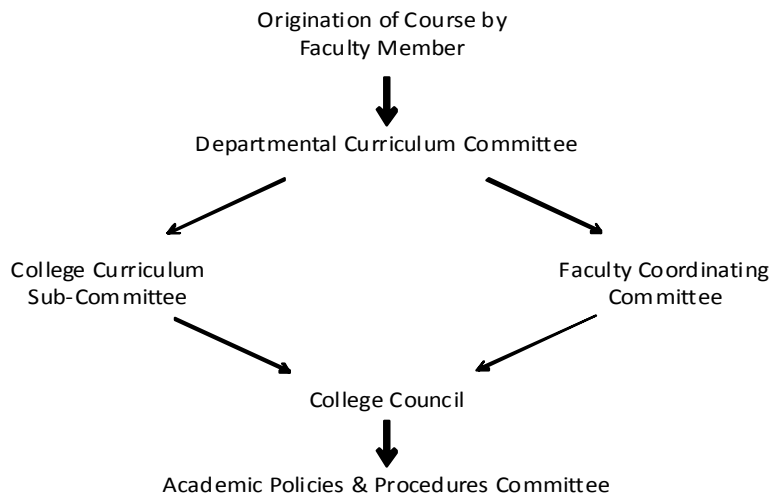 Origination of Course by
Faculty Member
Departmental Curriculum Committee
College Curriculum
Sub-Committee
Faculty Coordinating
Committee
College Council
Academic Policies & Procedures Committee